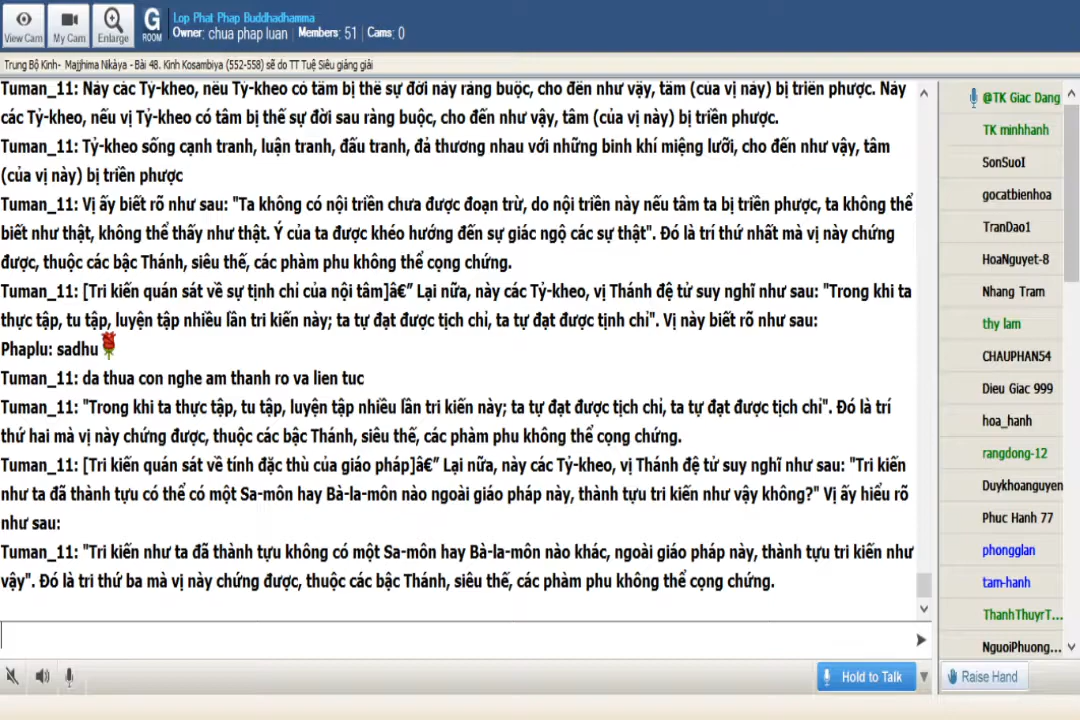 Lop Phat Phap Buddhadhamma
Owner: chua phap luan | Members: 51 | Cams: 0
View Cam
My Cam
Enlarge
G
ROOM
Trung Bộ Kinh- Majjhima Nikàya - Bài 48. Kinh Kosambiya (552-558) sẽ do TT Tuệ Siêu giảng giải
Tuman_11: Này các Tỷ-kheo, nếu Tỷ-kheo có tâm bị thế sự đời này ràng buộc, cho đến như vậy, tâm (của vị này) bị triền phược. Này
các Tỷ-kheo, nếu vị Tỷ-kheo có tâm bị thế sự đời sau ràng buộc, cho đến như vậy, tâm (của vị này) bị triền phược.
Tuman_11: Tỷ-kheo sống cạnh tranh, luận tranh, đấu tranh, đả thương nhau với những binh khí miệng lưỡi, cho đến như vậy, tâm
(của vị này) bị triền phược
Tuman_11: Vị ấy biết rõ như sau: "Ta không có nội triền chưa được đoạn trừ, do nội triền này nếu tâm ta bị triền phược, ta không thể
biết như thật, không thể thấy như thật. Ý của ta được khéo hướng đến sự giác ngộ các sự thật". Đó là trí thứ nhất mà vị này chứng
được, thuộc các bậc Thánh, siêu thế, các phàm phu không thể cọng chứng.
Tuman_11: [Tri kiến quán sát về sự tịnh chỉ của nội tâm]â€” Lại nữa, này các Tỷ-kheo, vị Thánh đệ tử suy nghĩ như sau: "Trong khi ta
thực tập, tu tập, luyện tập nhiều lần tri kiến này; ta tự đạt được tịch chỉ, ta tự đạt được tịnh chỉ". Vị này biết rõ như sau:
Phaplu: sadhu
Tuman_11: da thua con nghe am thanh ro va lien tuc
Tuman_11: "Trong khi ta thực tập, tu tập, luyện tập nhiều lần tri kiến này; ta tự đạt được tịch chỉ, ta tự đạt được tịch chỉ". Đó là trí
thứ hai mà vị này chứng được, thuộc các bậc Thánh, siêu thế, các phàm phu không thể cọng chứng.
Tuman_11: [Tri kiến quán sát về tính đặc thù của giáo pháp]â€” Lại nữa, này các Tỷ-kheo, vị Thánh đệ tử suy nghĩ như sau: "Tri kiến
như ta đã thành tựu có thể có một Sa-môn hay Bà-la-môn nào ngoài giáo pháp này, thành tựu tri kiến như vậy không?" Vị ấy hiểu rõ
như sau:
Tuman_11: "Tri kiến như ta đã thành tựu không có một Sa-môn hay Bà-la-môn nào khác, ngoài giáo pháp này, thành tựu tri kiến như
vậy". Đó là tri thứ ba mà vị này chứng được, thuộc các bậc Thánh, siêu thế, các phàm phu không thể cọng chứng.
@TK Giac Dang
TK minhhanh
SonSuoI
gocatbienhoa
TranDao1
HoaNguyet-8
Nhang Tram
thy lam
CHAUPHAN54
Dieu Giac 999
hoa_hanh
rangdong-12
Duykhoanguyen
Phuc Hanh 77
phongglan
tam-hanh
ThanhThuyrT...
NguoiPhuong...
Hold to Talk
Raise Hand